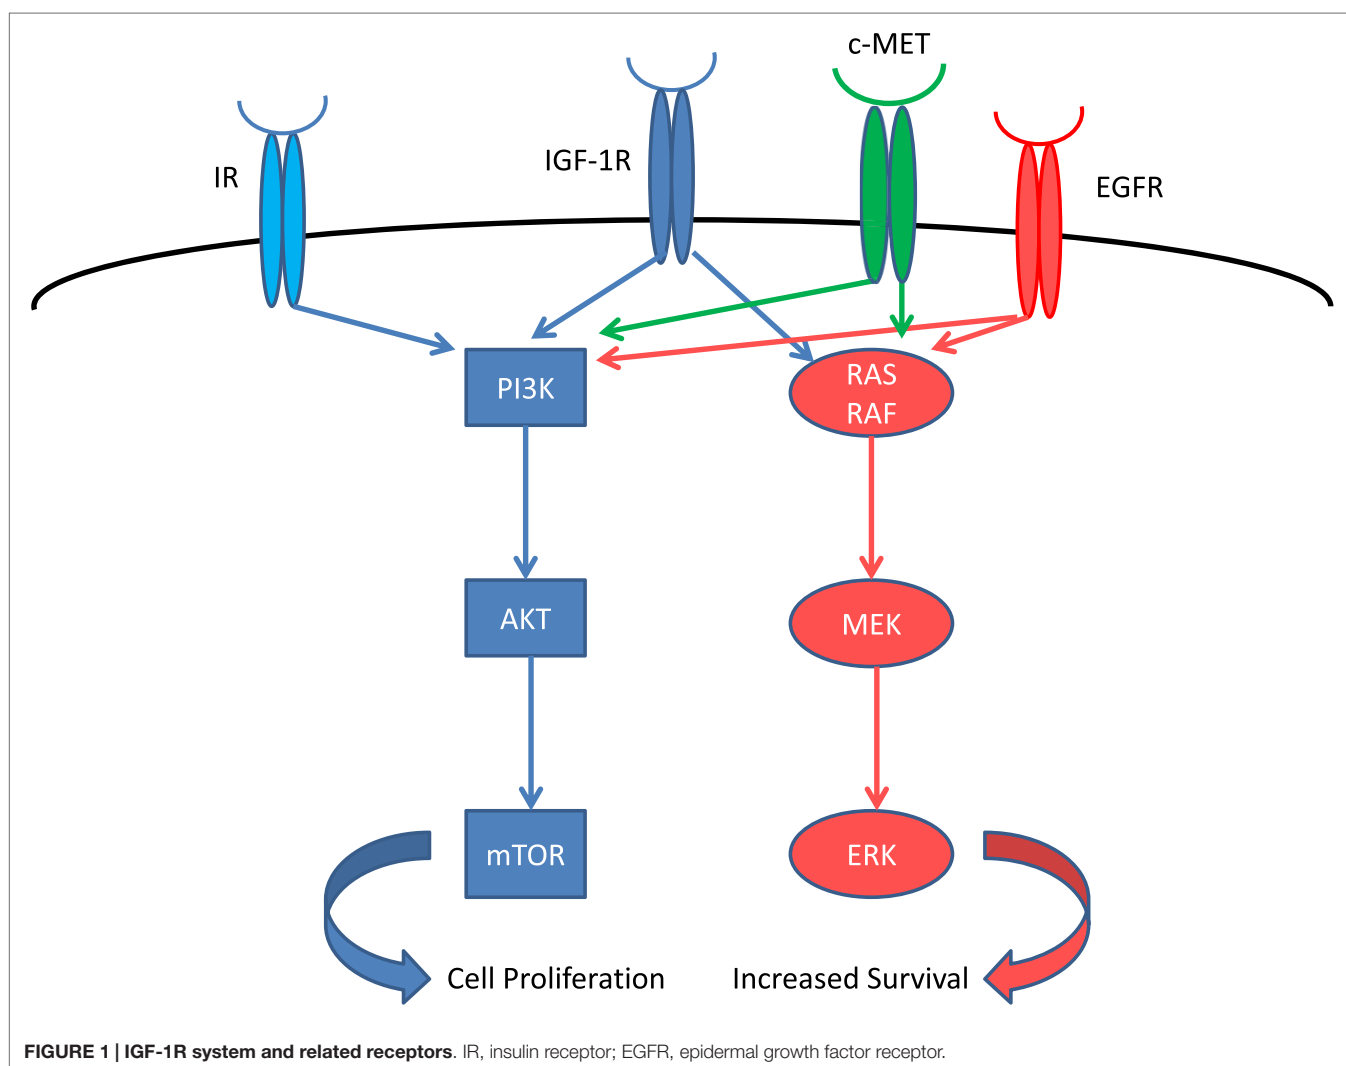 c-MET
IGF-1R
IR
EGFR
PI3K
RAS
RAF
AKT
MEK
mTOR
ERK
Cell Proliferation
Increased Survival
FIGURE 1 | IGF-1R system and related receptors. IR, insulin receptor; EGFR, epidermal growth factor receptor.